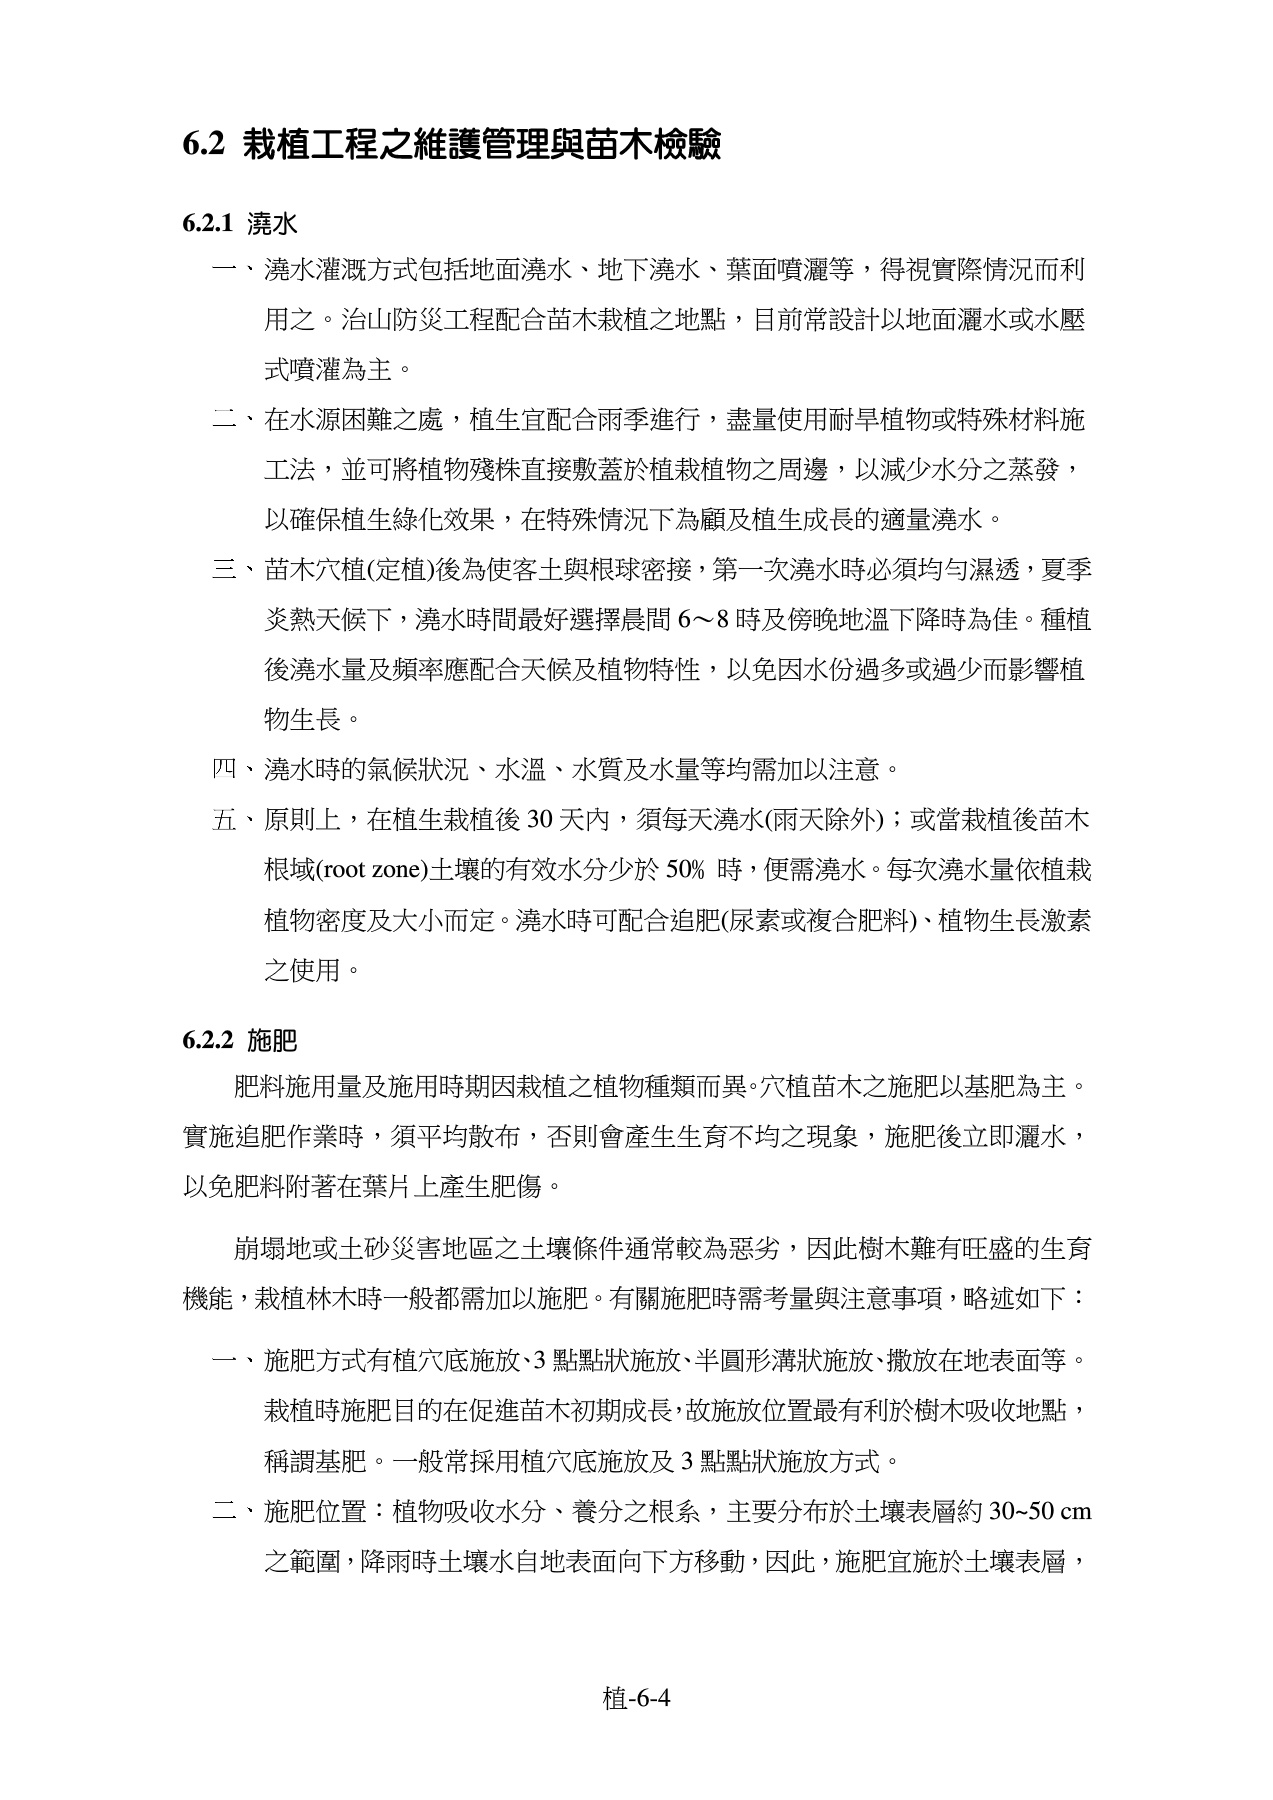 6.2 栽植工程之維護管理與苗木檢驗
6.2.1 澆水
一、澆水灌溉方式包括地面澆水、地下澆水、葉面噴灑等，得視實際情況而利
用之。治山防災工程配合苗木栽植之地點，目前常設計以地面灑水或水壓
式噴灌為主。
二、在水源困難之處，植生宜配合雨季進行，盡量使用耐旱植物或特殊材料施
工法，並可將植物殘株直接敷蓋於植栽植物之周邊，以減少水分之蒸發，
以確保植生綠化效果，在特殊情況下為顧及植生成長的適量澆水。
三、苗木穴植(定植)後為使客土與根球密接，第一次澆水時必須均勻濕透，夏季
炎熱天候下，澆水時間最好選擇晨間 6～8 時及傍晚地溫下降時為佳。種植
後澆水量及頻率應配合天候及植物特性，以免因水份過多或過少而影響植
物生長。
四、澆水時的氣候狀況、水溫、水質及水量等均需加以注意。
五、原則上，在植生栽植後 30 天內，須每天澆水(雨天除外)；或當栽植後苗木
根域(root zone)土壤的有效水分少於 50% 時，便需澆水。每次澆水量依植栽
植物密度及大小而定。澆水時可配合追肥(尿素或複合肥料)、植物生長激素
之使用。
6.2.2 施肥
肥料施用量及施用時期因栽植之植物種類而異。穴植苗木之施肥以基肥為主。
實施追肥作業時，須平均散布，否則會產生生育不均之現象，施肥後立即灑水，
以免肥料附著在葉片上產生肥傷。
崩塌地或土砂災害地區之土壤條件通常較為惡劣，因此樹木難有旺盛的生育
機能，栽植林木時一般都需加以施肥。有關施肥時需考量與注意事項，略述如下：
一、施肥方式有植穴底施放、3 點點狀施放、半圓形溝狀施放、撒放在地表面等。
栽植時施肥目的在促進苗木初期成長，故施放位置最有利於樹木吸收地點，
稱謂基肥。一般常採用植穴底施放及 3 點點狀施放方式。
二、施肥位置：植物吸收水分、養分之根系，主要分布於土壤表層約 30~50 cm
之範圍，降雨時土壤水自地表面向下方移動，因此，施肥宜施於土壤表層，
植-6-4